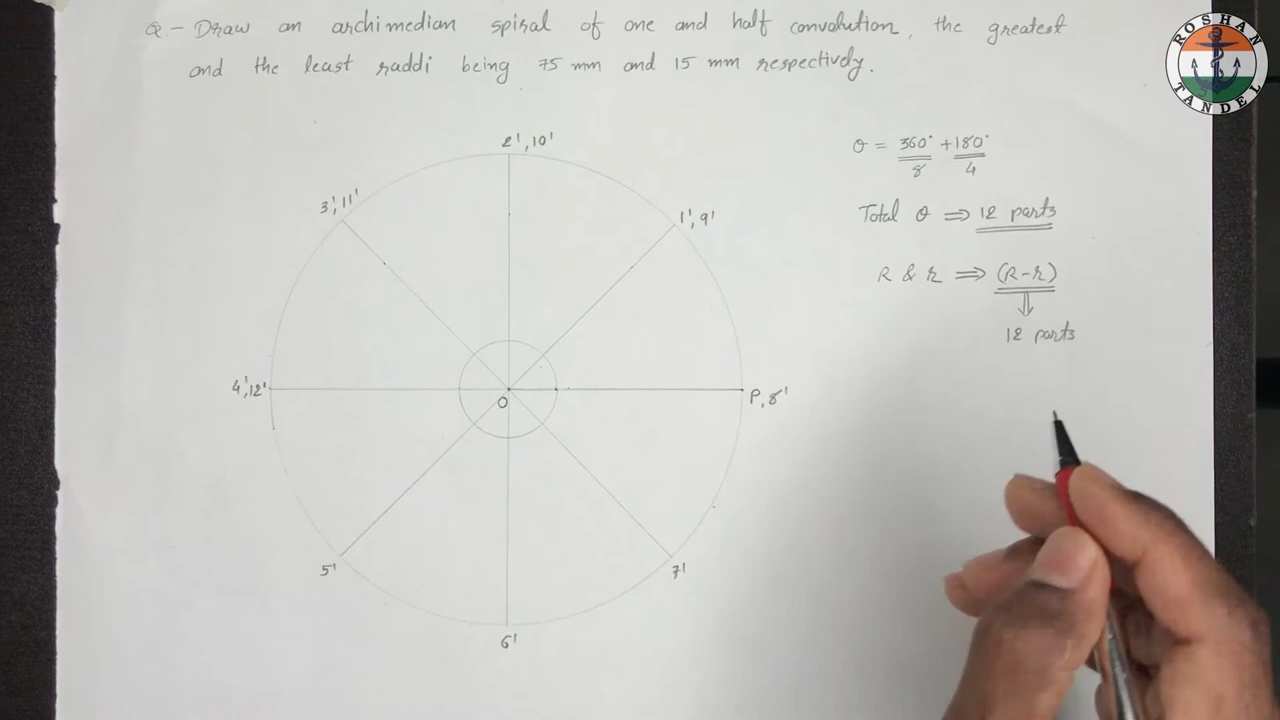 Q - Draw an archimedian spiral of one and half convolution, the greatest
and the least raddi being 75 mm and 15 mm respectively.
ROSHAN
TANDEL
2',10'
3',11'
1',9'
4',12'
O
P,8'
5'
7'
6'
θ = 360° + 180°
8 4
Total θ ⇒ 12 parts
R & r ⇒ (R-r)
12 parts